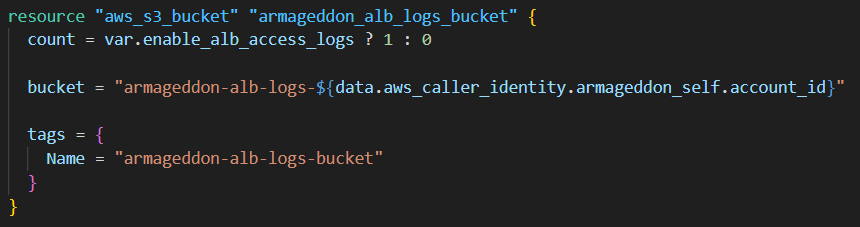 resource "aws_s3_bucket" "armageddon_alb_logs_bucket" {
  count = var.enable_alb_access_logs ? 1 : 0

  bucket = "armageddon-alb-logs-${data.aws_caller_identity.armageddon_self.account_id}"

  tags = {
    Name = "armageddon-alb-logs-bucket"
  }
}